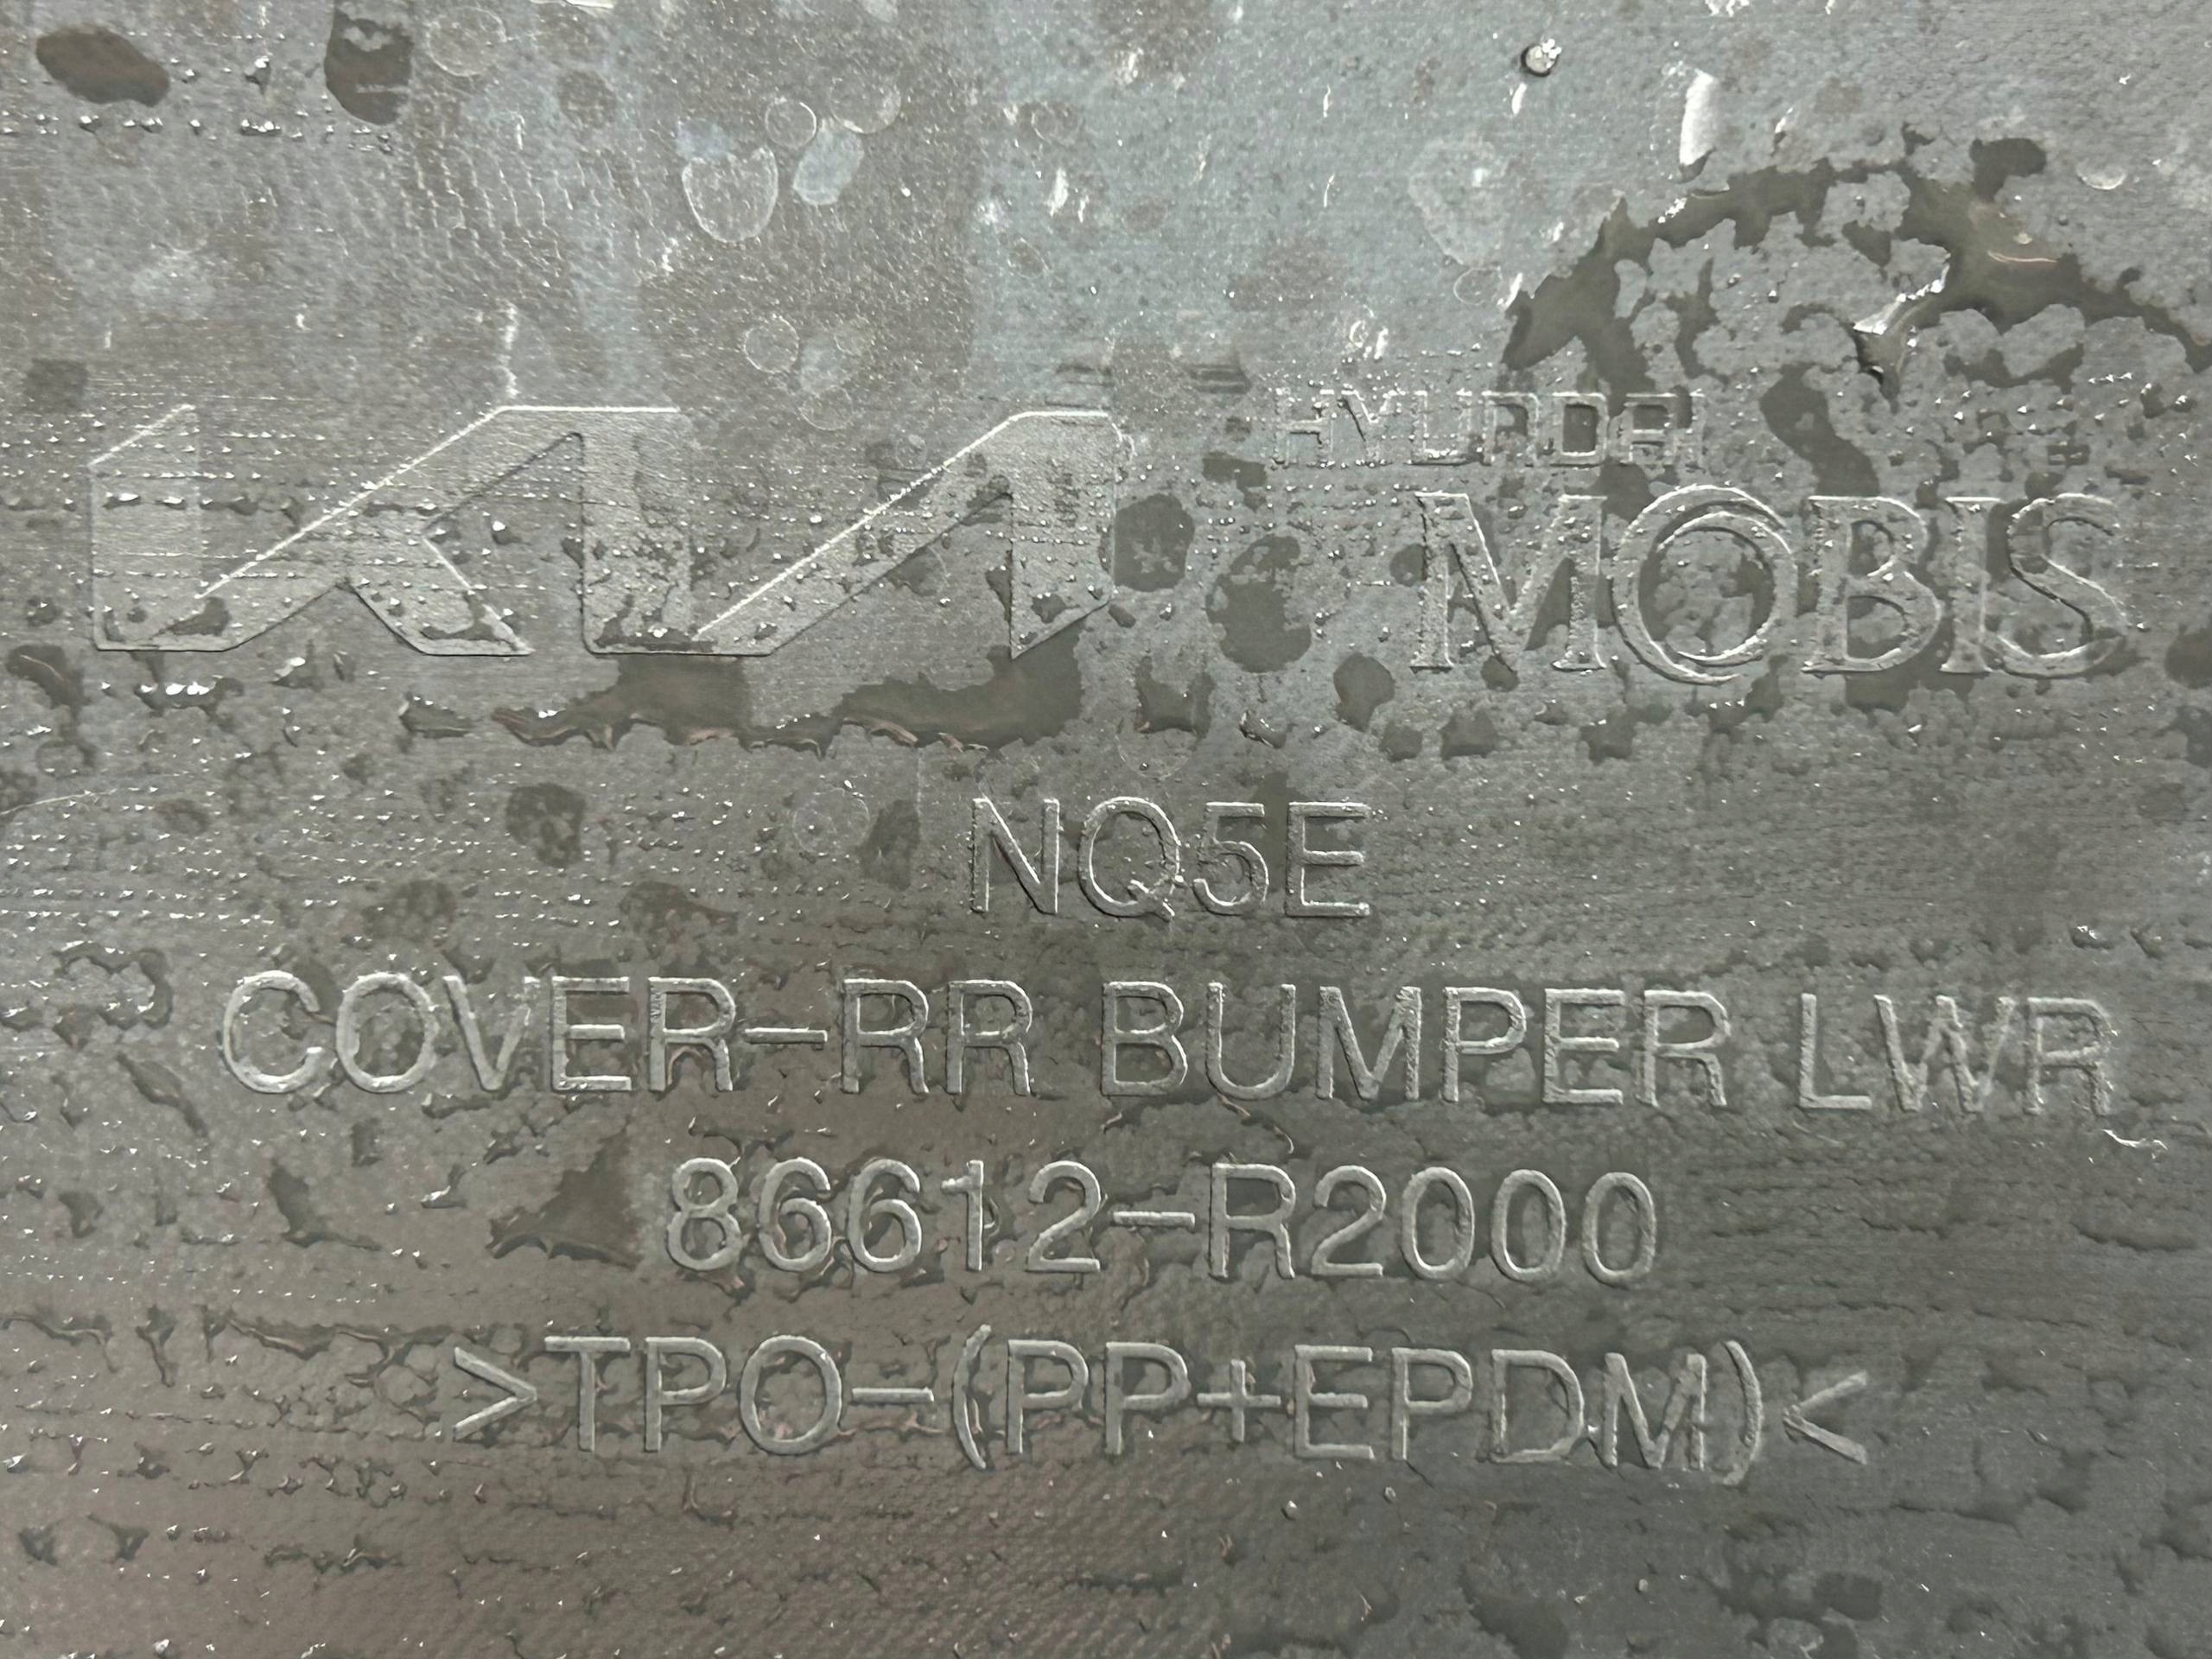 KIA
HYUNDAI
MOBIS
NQ5E
COVER-RR BUMPER LWR
86612-R2000
>TPO-(PP+EPDM)<